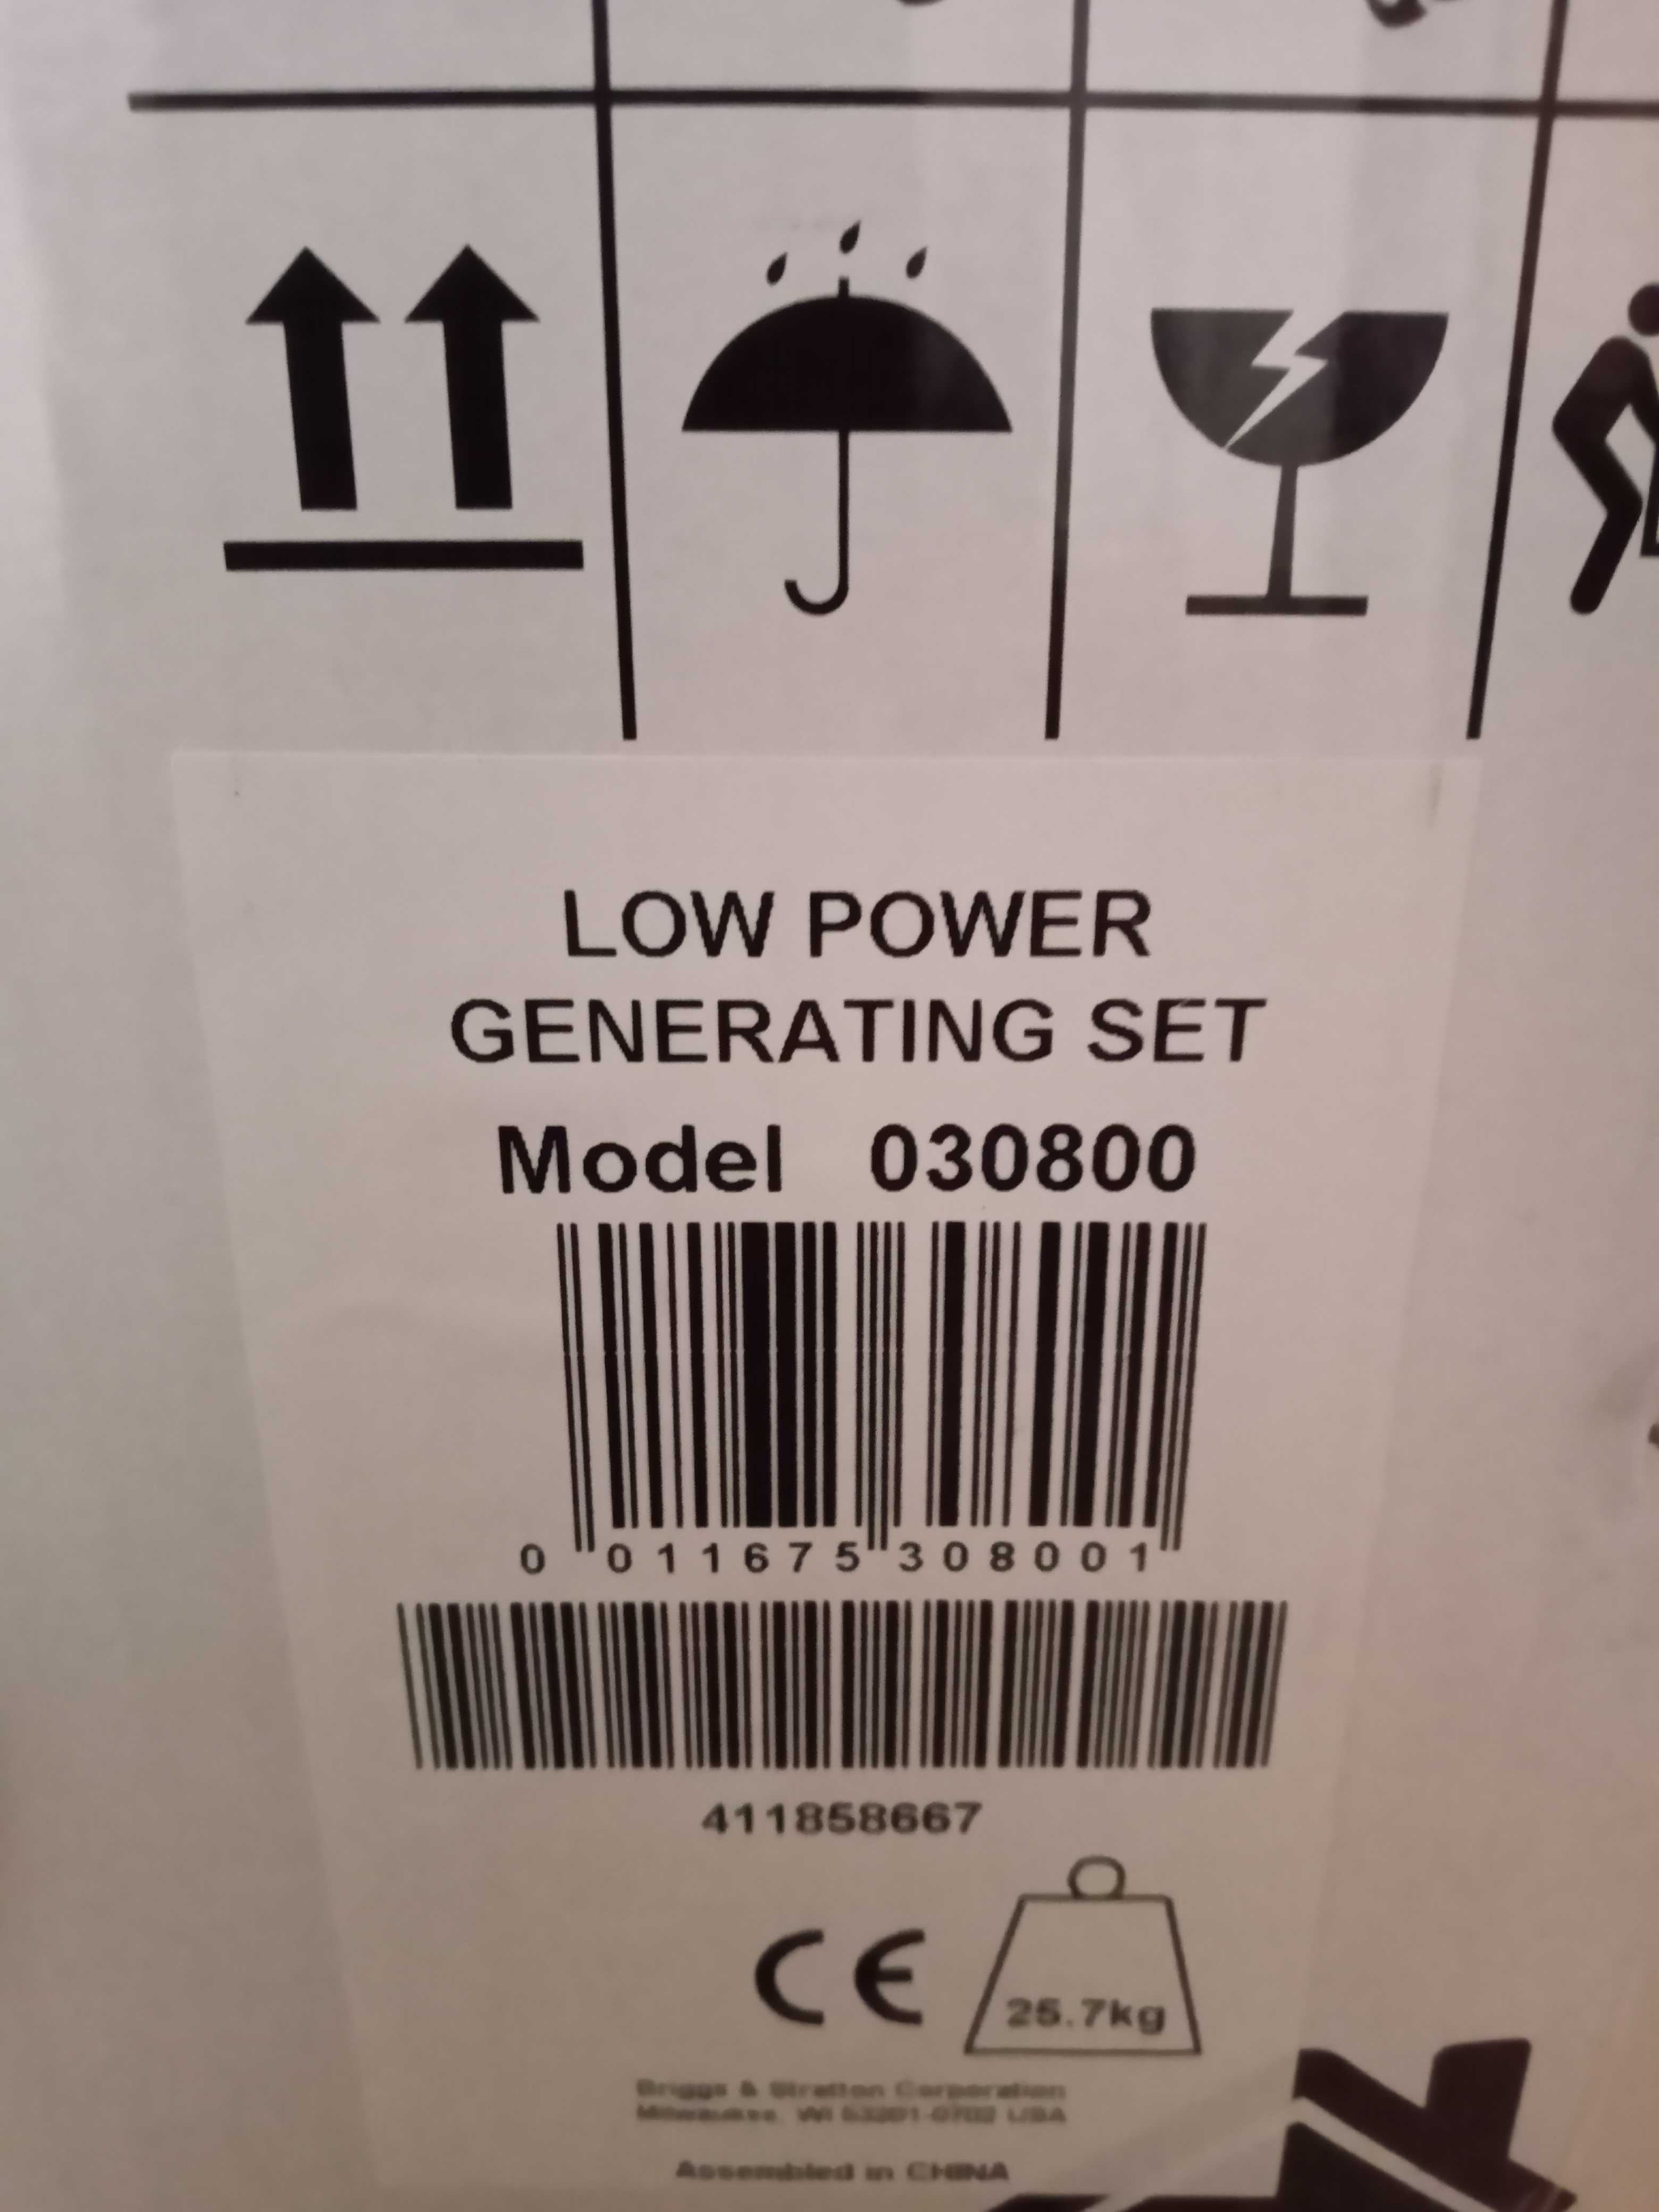 LOW POWER
GENERATING SET
Model 030800
0 011675 308001
411858667
CE
25.7kg
Briggs & Stratton Corporation
Milwaukee, WI 53201-0702 USA
Assembled in CHINA